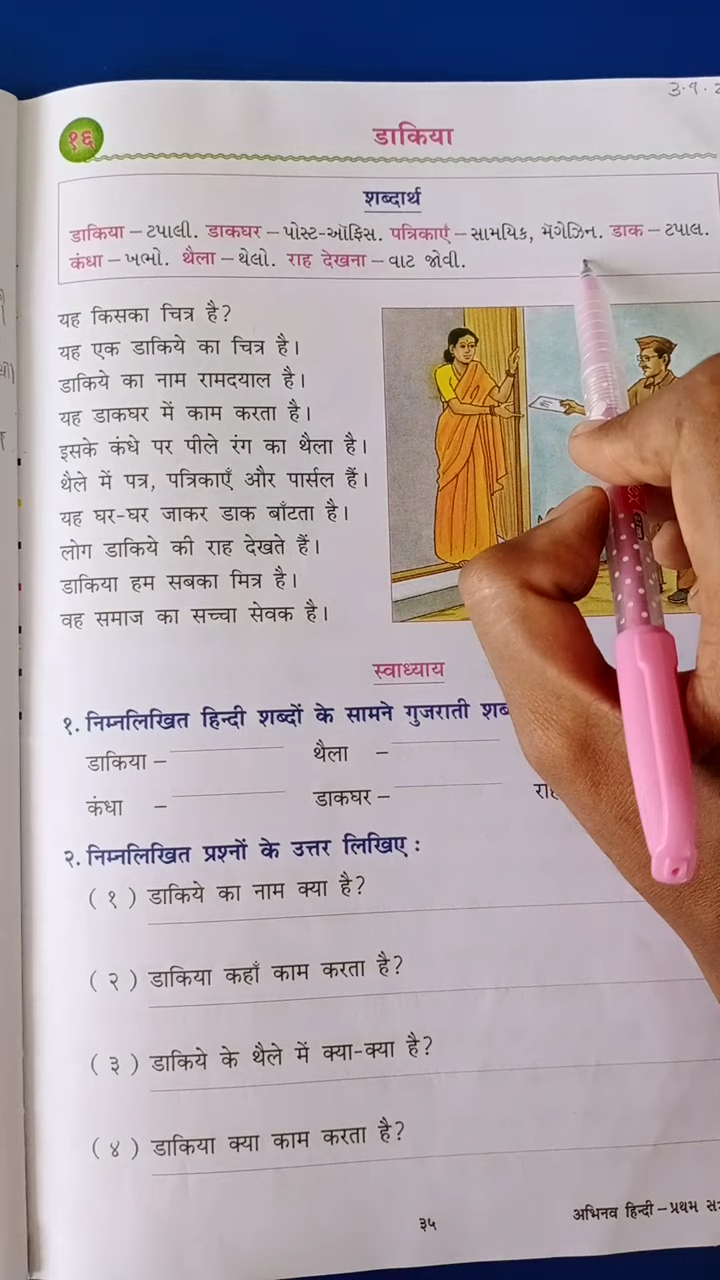 ३.१.
१६
डाकिया
शब्दार्थ
डाकिया – ટપાલી. डाकघर – પોસ્ટ-ઑફિસ. पत्रिकाएँ – સામયિક, મૅગેઝિન. डाक – ટપાલ.
कंधा – ખભો. थैला – થેલો. राह देखना – વાટ જોવી.
यह किसका चित्र है?
यह एक डाकिये का चित्र है।
डाकिये का नाम रामदयाल है।
यह डाकघर में काम करता है।
इसके कंधे पर पीले रंग का थैला है।
थैले में पत्र, पत्रिकाएँ और पार्सल हैं।
यह घर-घर जाकर डाक बाँटता है।
लोग डाकिये की राह देखते हैं।
डाकिया हम सबका मित्र है।
वह समाज का सच्चा सेवक है।
स्वाध्याय
१. निम्नलिखित हिन्दी शब्दों के सामने गुजराती
डाकिया – थैला –
कंधा – डाकघर –
२. निम्नलिखित प्रश्नों के उत्तर लिखिए :
( १ ) डाकिये का नाम क्या है?
( २ ) डाकिया कहाँ काम करता है?
( ३ ) डाकिये के थैले में क्या-क्या है?
( ४ ) डाकिया क्या काम करता है?
३५
अभिनव हिन्दी – प्रथम